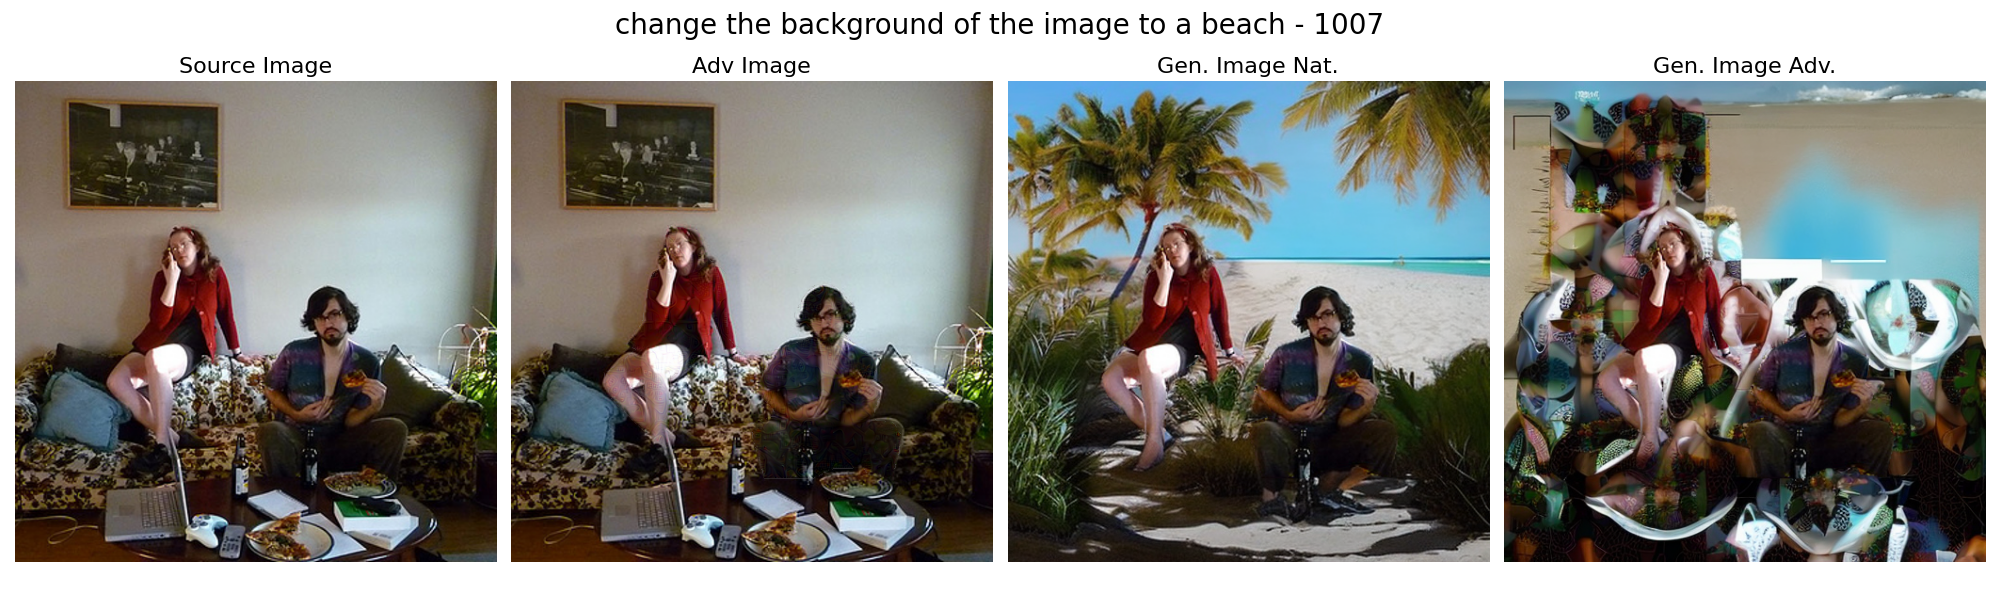 change the background of the image to a beach - 1007
Source Image
Adv Image
Gen. Image Nat.
Gen. Image Adv.